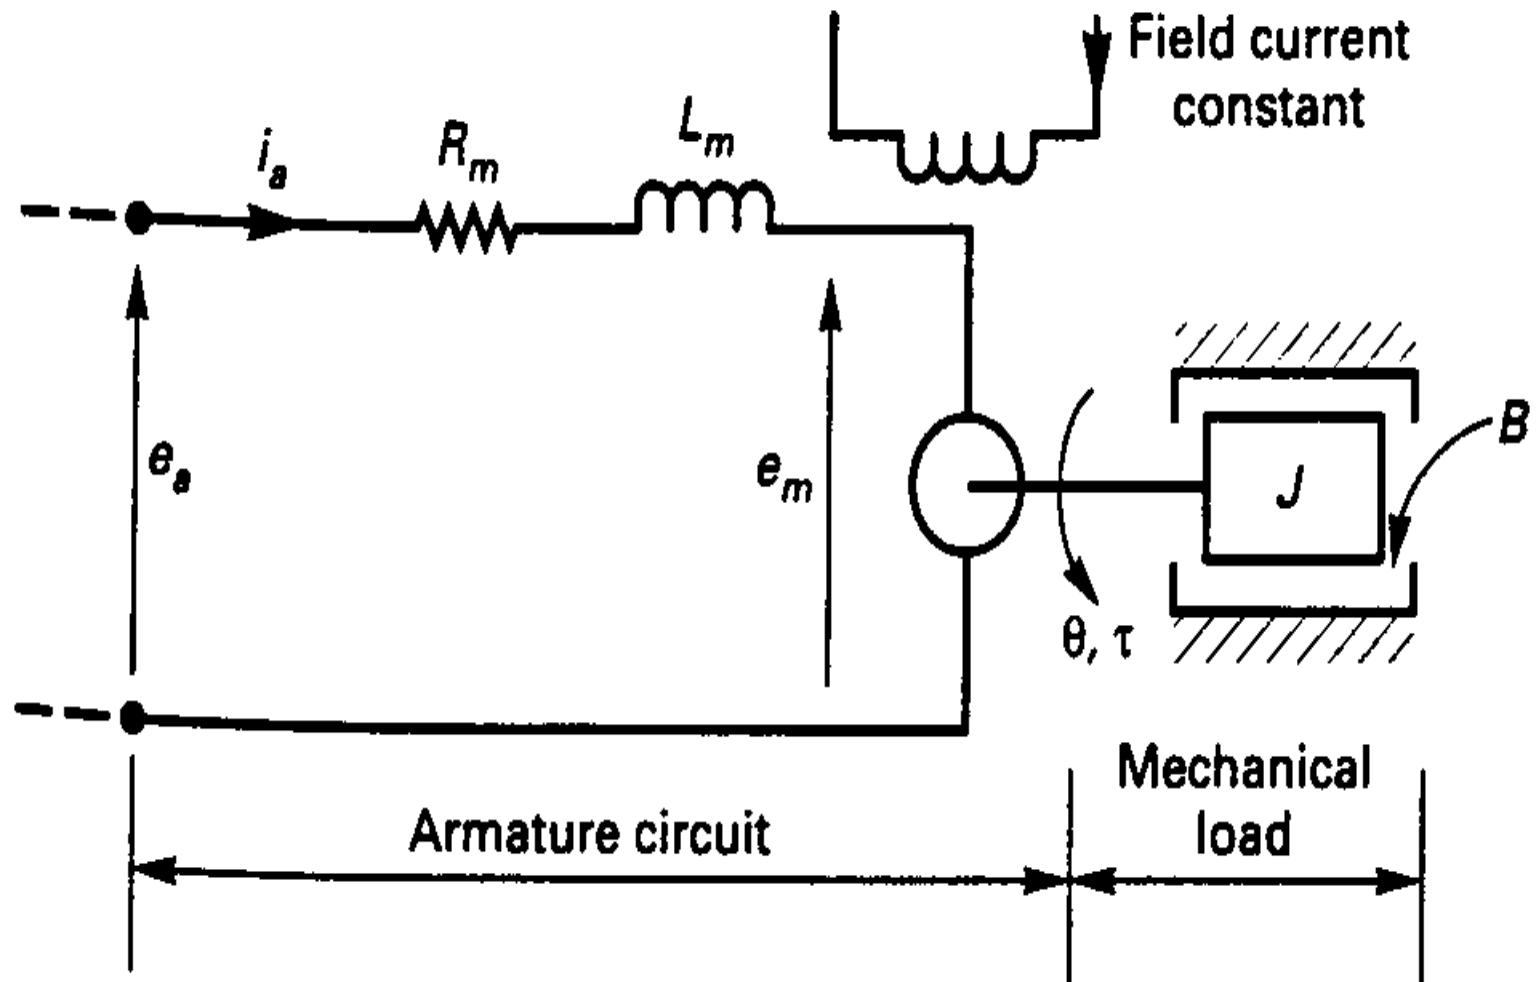 Field current
constant
i_a
R_m
L_m
e_a
e_m
J
B
θ, τ
Mechanical
load
Armature circuit